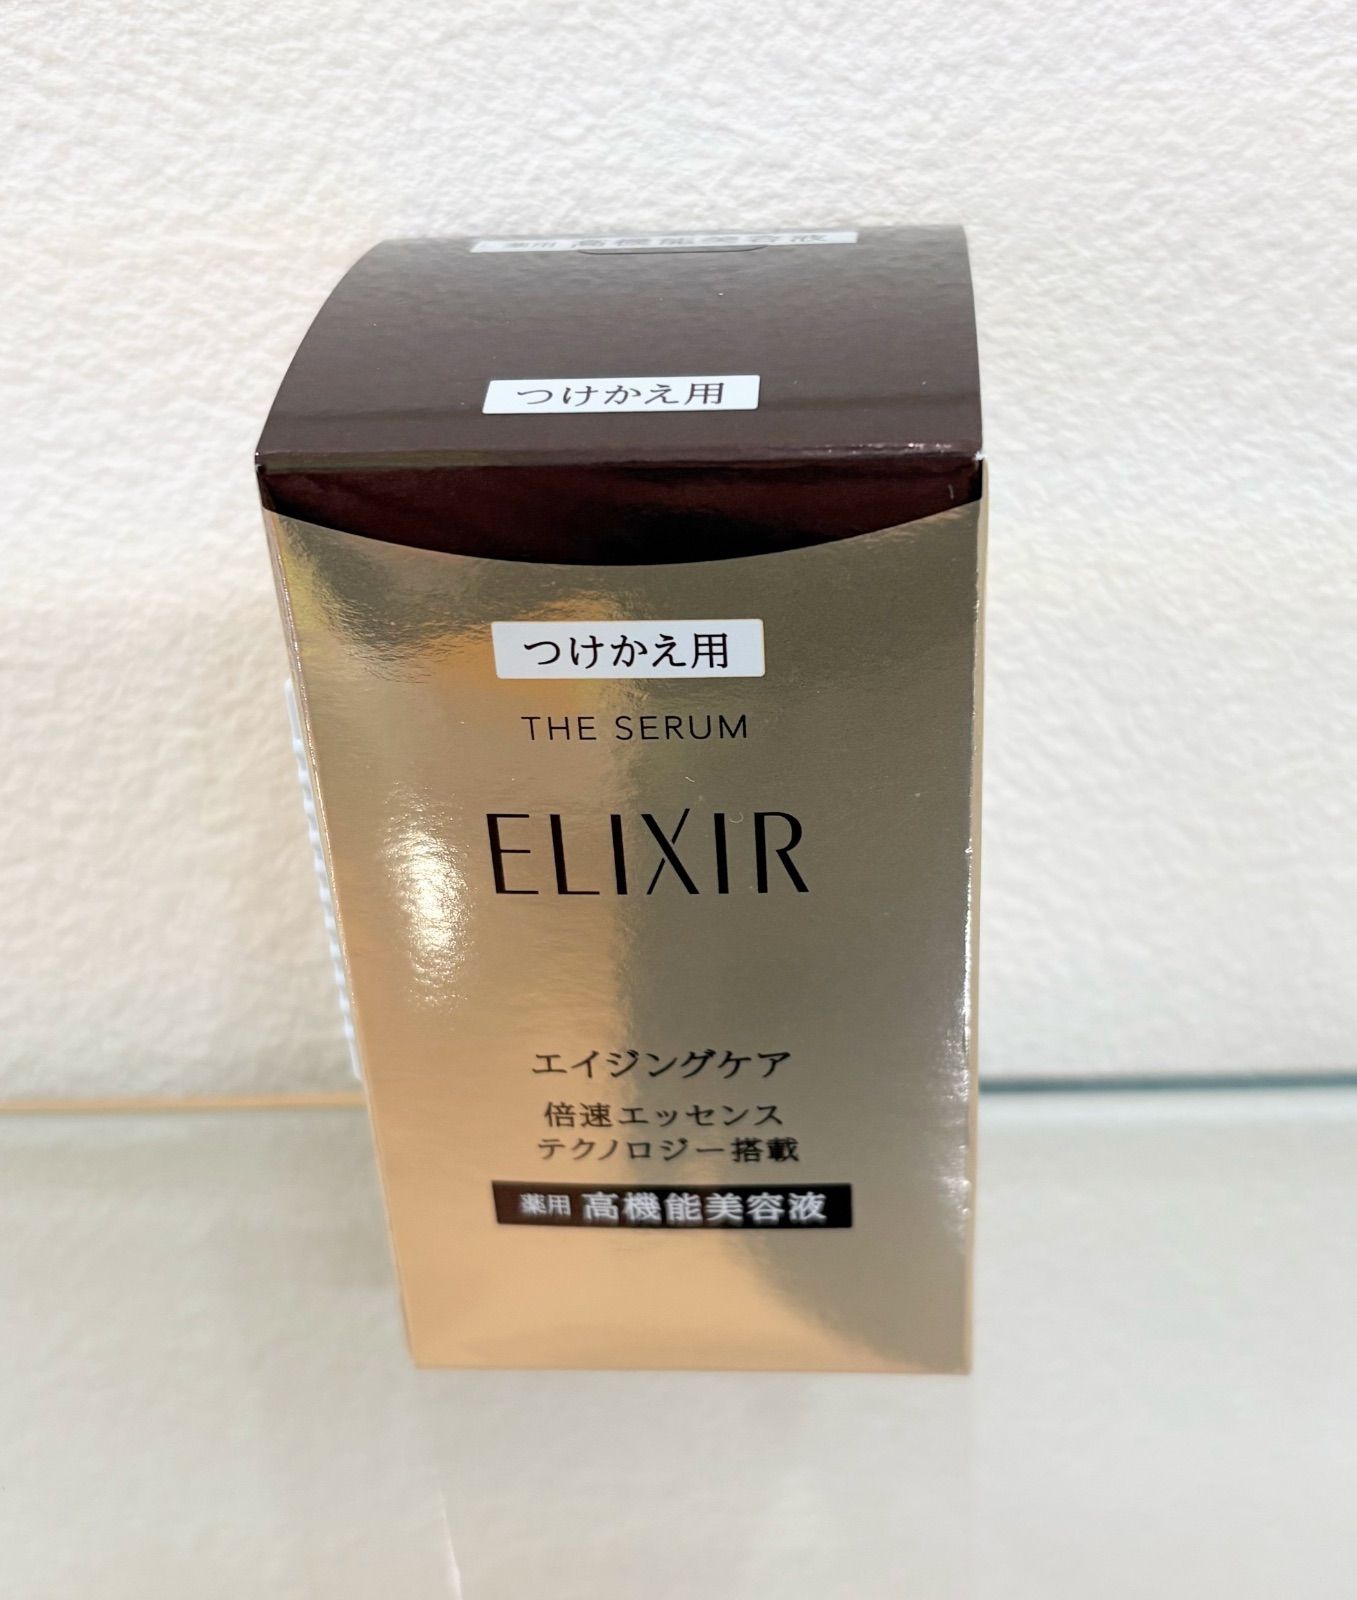 薬用 高機能美容液
つけかえ用
つけかえ用
THE SERUM
ELIXIR
エイジングケア
倍速エッセンス
テクノロジー搭載
薬用 高機能美容液